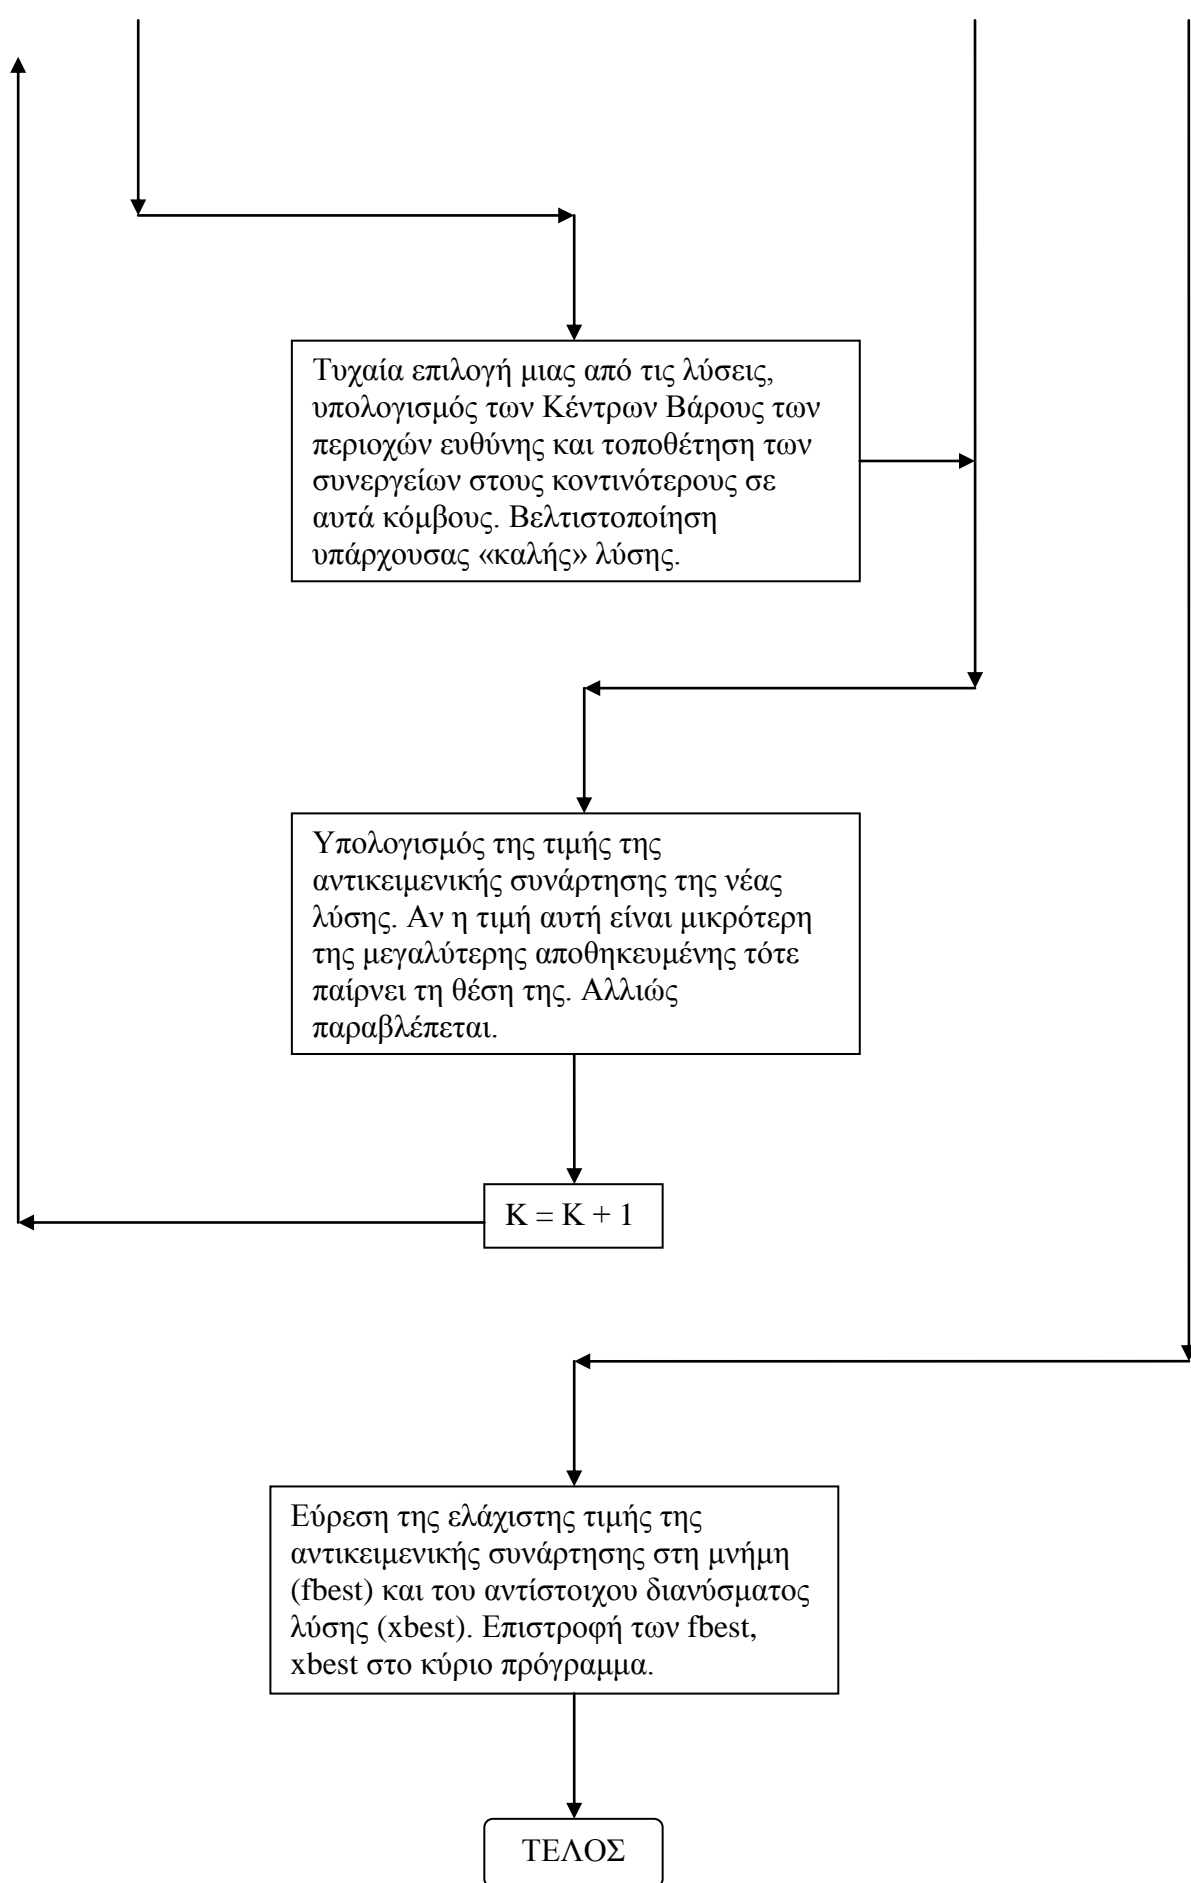 Τυχαία επιλογή μιας από τις λύσεις,
υπολογισμός των Κέντρων Βάρους των
περιοχών ευθύνης και τοποθέτηση των
συνεργείων στους κοντινότερους σε
αυτά κόμβους. Βελτιστοποίηση
υπάρχουσας «καλής» λύσης.
Υπολογισμός της τιμής της
αντικειμενικής συνάρτησης της νέας
λύσης. Αν η τιμή αυτή είναι μικρότερη
της μεγαλύτερης αποθηκευμένης τότε
παίρνει τη θέση της. Αλλιώς
παραβλέπεται.
K = K + 1
Εύρεση της ελάχιστης τιμής της
αντικειμενικής συνάρτησης στη μνήμη
(fbest) και του αντίστοιχου διανύσματος
λύσης (xbest). Επιστροφή των fbest,
xbest στο κύριο πρόγραμμα.
ΤΕΛΟΣ